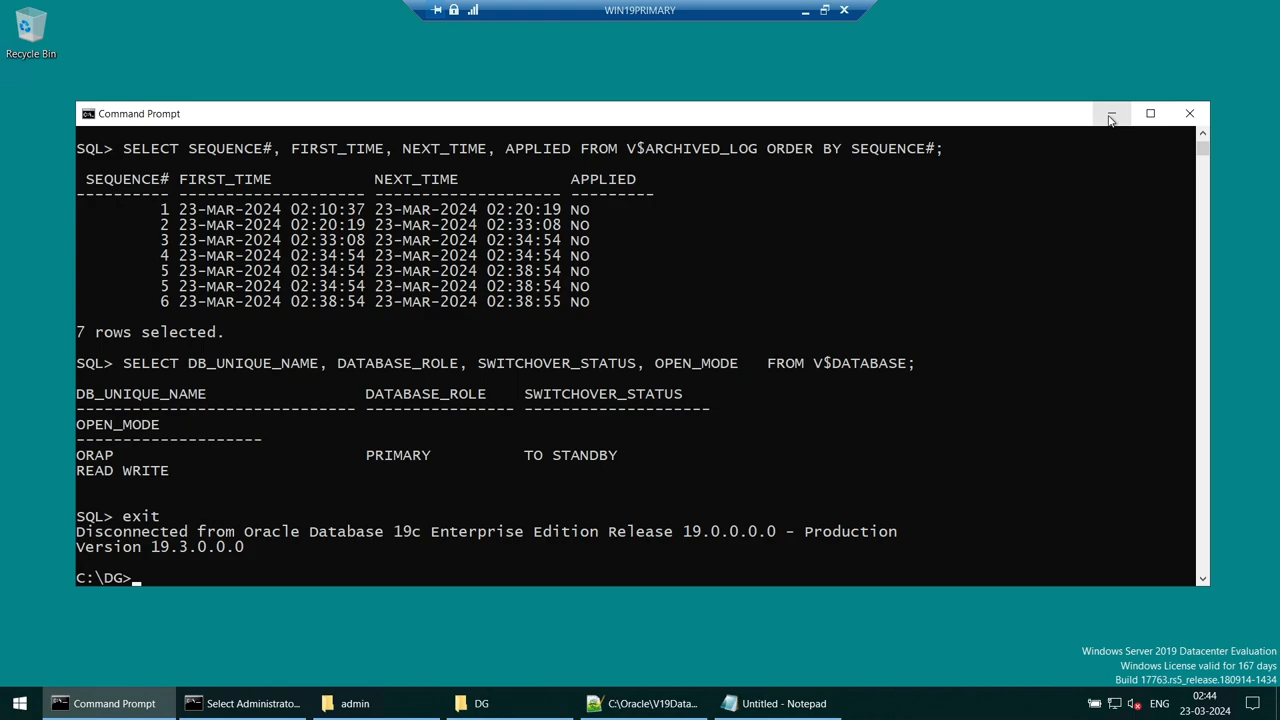 WIN19PRIMARY
Recycle Bin
Command Prompt
SQL> SELECT SEQUENCE#, FIRST_TIME, NEXT_TIME, APPLIED FROM V$ARCHIVED_LOG ORDER BY SEQUENCE#;
SEQUENCE# FIRST_TIME NEXT_TIME APPLIED
---------- -------------------- -------------------- ---------
1 23-MAR-2024 02:10:37 23-MAR-2024 02:20:19 NO
2 23-MAR-2024 02:20:19 23-MAR-2024 02:33:08 NO
3 23-MAR-2024 02:33:08 23-MAR-2024 02:34:54 NO
4 23-MAR-2024 02:34:54 23-MAR-2024 02:34:54 NO
5 23-MAR-2024 02:34:54 23-MAR-2024 02:38:54 NO
5 23-MAR-2024 02:34:54 23-MAR-2024 02:38:54 NO
6 23-MAR-2024 02:38:54 23-MAR-2024 02:38:55 NO
7 rows selected.
SQL> SELECT DB_UNIQUE_NAME, DATABASE_ROLE, SWITCHOVER_STATUS, OPEN_MODE   FROM V$DATABASE;
DB_UNIQUE_NAME DATABASE_ROLE SWITCHOVER_STATUS
------------------------------ ---------------- --------------------
OPEN_MODE
--------------------
ORAP PRIMARY TO STANDBY
READ WRITE
SQL> exit
Disconnected from Oracle Database 19c Enterprise Edition Release 19.0.0.0.0 - Production
Version 19.3.0.0.0
C:\DG>
Windows Server 2019 Datacenter Evaluation
Windows License valid for 167 days
Build 17763.rs5_release.180914-1434
Command Prompt
Select Administrato...
admin
DG
C:\Oracle\V19Data...
Untitled - Notepad
ENG
02:44
23-03-2024